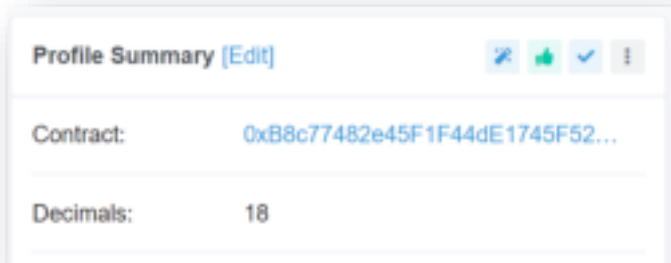 Profile Summary [Edit]
Contract: 0xB8c77482e45F1F44dE1745F52...
Decimals: 18